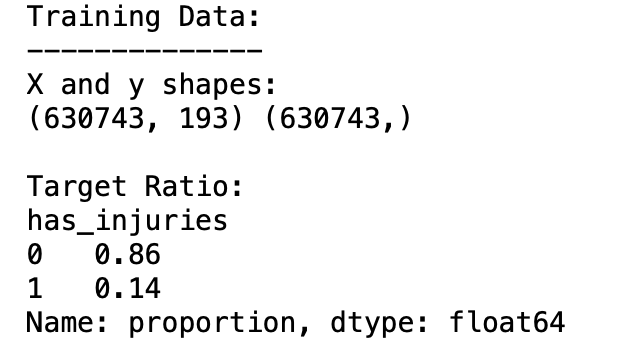 Training Data:
--------------
X and y shapes:
(630743, 193) (630743,)

Target Ratio:
has_injuries
0   0.86
1   0.14
Name: proportion, dtype: float64